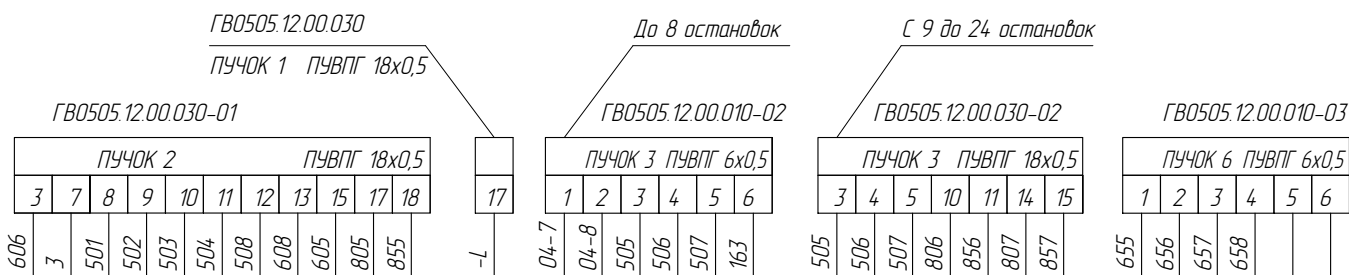 ГВ0505.12.00.030
ПУЧОК 1 ПУВПГ 18х0,5
До 8 остановок
С 9 до 24 остановок
ГВ0505.12.00.030-01
ГВ0505.12.00.010-02
ГВ0505.12.00.030-02
ГВ0505.12.00.010-03
ПУЧОК 2 ПУВПГ 18х0,5
ПУЧОК 3 ПУВПГ 6х0,5
ПУЧОК 3 ПУВПГ 18х0,5
ПУЧОК 6 ПУВПГ 6х0,5
3 7 8 9 10 11 12 13 15 17 18
17
1 2 3 4 5 6
3 4 5 10 11 14 15
1 2 3 4 5 6
606 3 501 502 503 504 508 608 605 805 855
-L
04-7 04-8 505 506 507 163
505 506 507 806 856 807 857
655 656 657 658